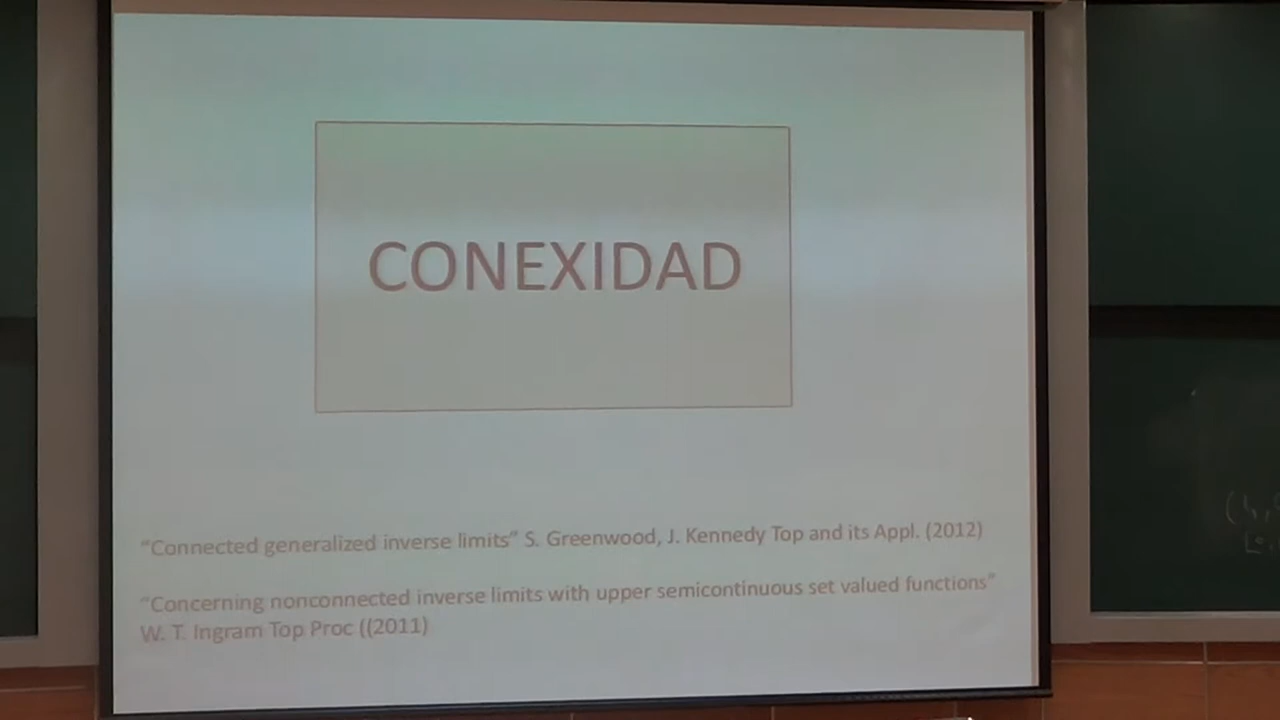 CONEXIDAD
“Connected generalized inverse limits” S. Greenwood, J. Kennedy Top and its Appl. (2012)
“Concerning nonconnected inverse limits with upper semicontinuous set valued functions”
W. T. Ingram Top Proc ((2011)